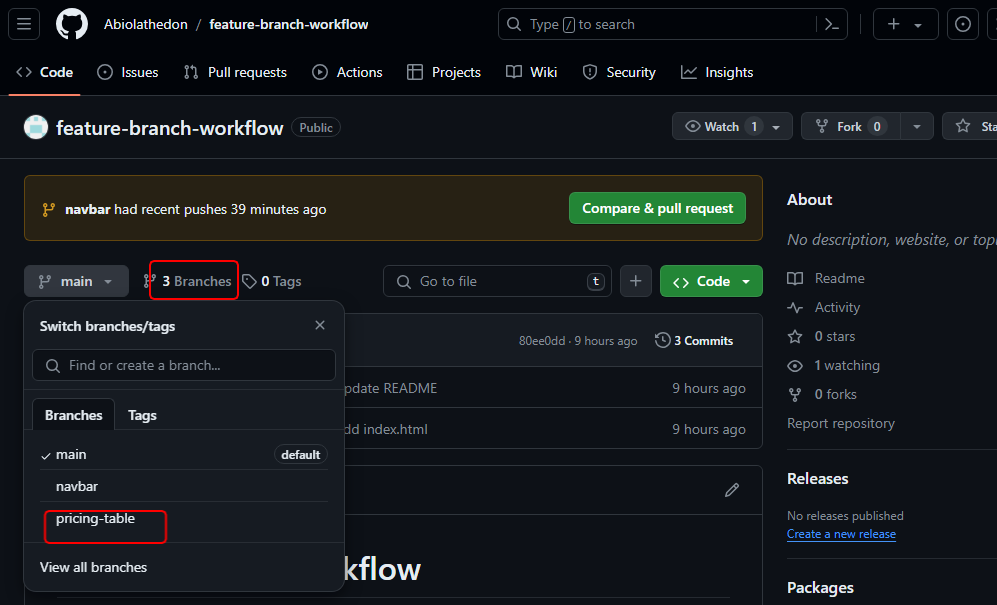 Abiolathedon / feature-branch-workflow
Type / to search
Code
Issues
Pull requests
Actions
Projects
Wiki
Security
Insights
feature-branch-workflow Public
Watch 1
Fork 0
navbar had recent pushes 39 minutes ago
Compare & pull request
main
3 Branches
0 Tags
Go to file
t
Code
Switch branches/tags
Find or create a branch...
Branches
Tags
main default
navbar
pricing-table
View all branches
80ee0dd · 9 hours ago
3 Commits
pdate README
9 hours ago
dd index.html
9 hours ago
kflow
About
No description, website, or
Readme
Activity
0 stars
1 watching
0 forks
Report repository
Releases
No releases published
Create a new release
Packages